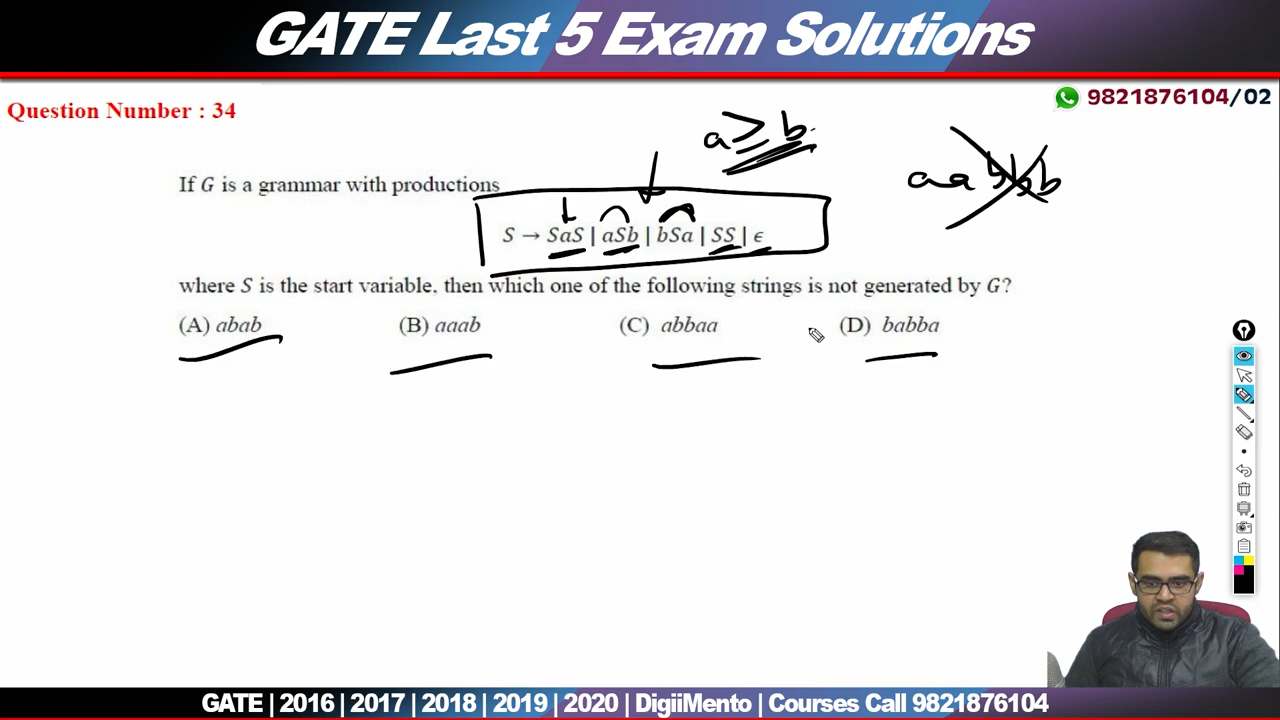 GATE Last 5 Exam Solutions
Question Number : 34
9821876104/02
a ≥ b
aabbb
If G is a grammar with productions
S → SaS | aSb | bSa | SS | ϵ
where S is the start variable, then which one of the following strings is not generated by G?
(A) abab (B) aaab (C) abbaa (D) babba
GATE | 2016 | 2017 | 2018 | 2019 | 2020 | DigiiMento | Courses Call 9821876104